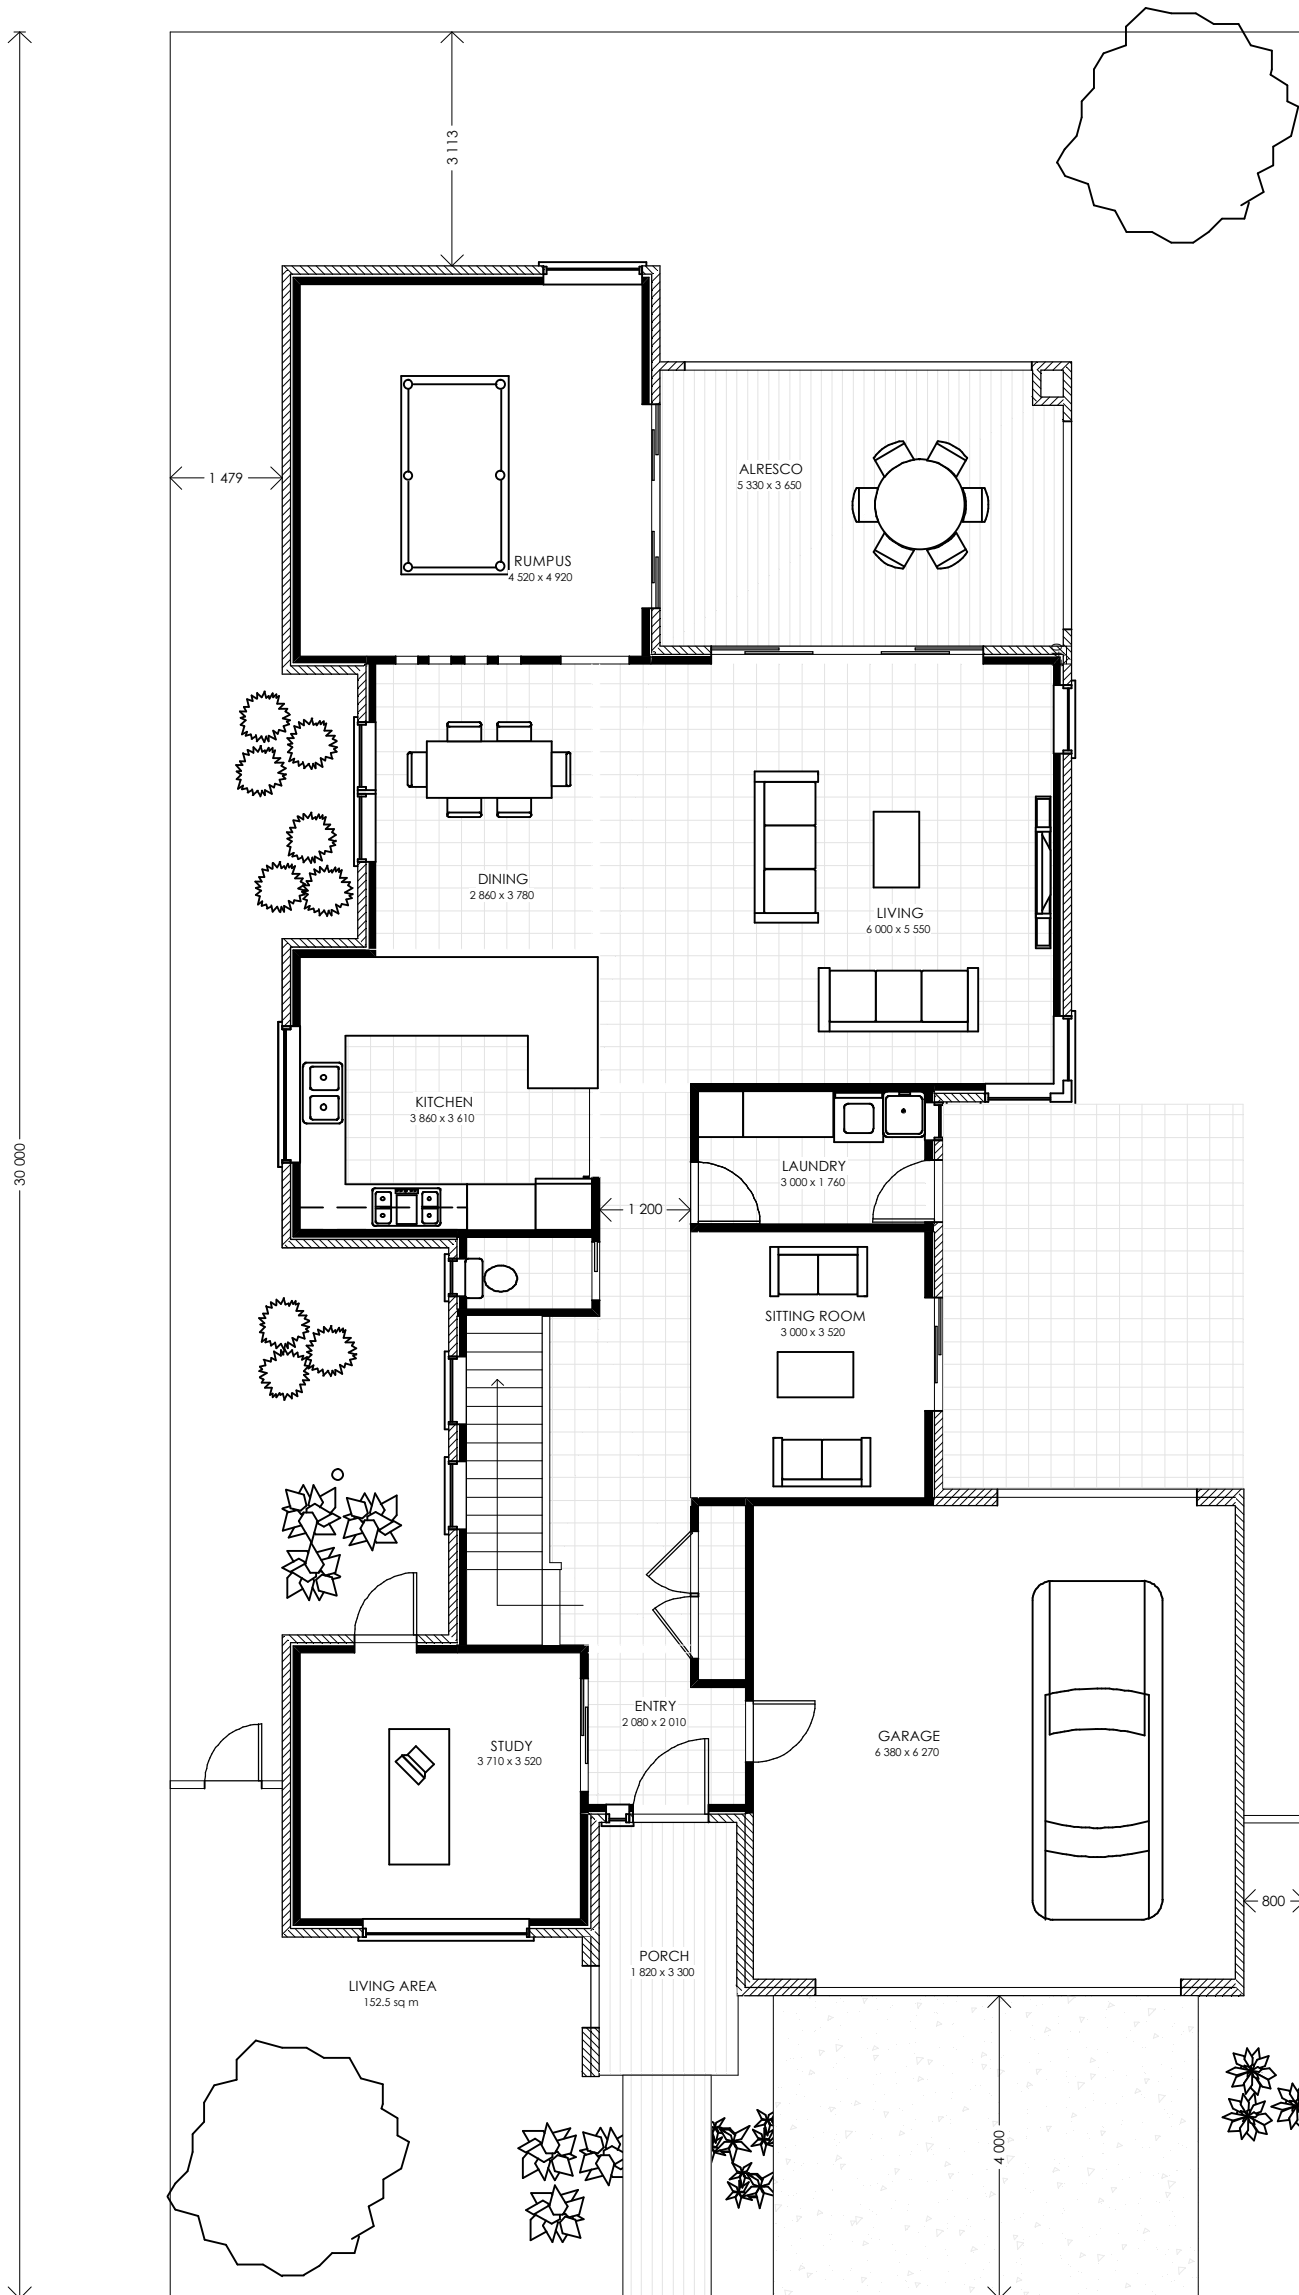 3 113
1 479
ALRESCO
5 330 x 3 650
RUMPUS
4 520 x 4 920
DINING
2 860 x 3 780
LIVING
6 000 x 5 550
KITCHEN
3 860 x 3 610
30 000
LAUNDRY
3 000 x 1 760
1 200
SITTING ROOM
3 000 x 3 520
ENTRY
2 080 x 2 010
GARAGE
6 380 x 6 270
STUDY
3 710 x 3 520
800
PORCH
1 820 x 3 300
LIVING AREA
152.5 sq m
4 000